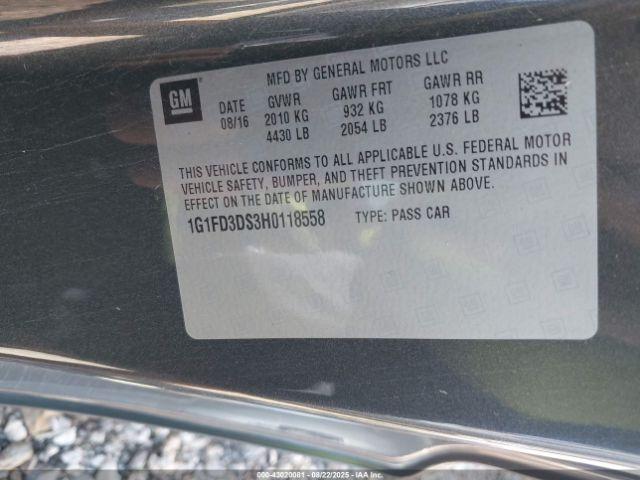 MFD BY GENERAL MOTORS LLC
GM
DATE GVWR GAWR FRT GAWR RR
08/16 2010 KG 932 KG 1078 KG
4430 LB 2054 LB 2376 LB
THIS VEHICLE CONFORMS TO ALL APPLICABLE U.S. FEDERAL MOTOR
VEHICLE SAFETY, BUMPER, AND THEFT PREVENTION STANDARDS IN
EFFECT ON THE DATE OF MANUFACTURE SHOWN ABOVE.
1G1FD3DS3H0118558 TYPE: PASS CAR
000-43020081 - 08/22/2025 - IAA Inc.